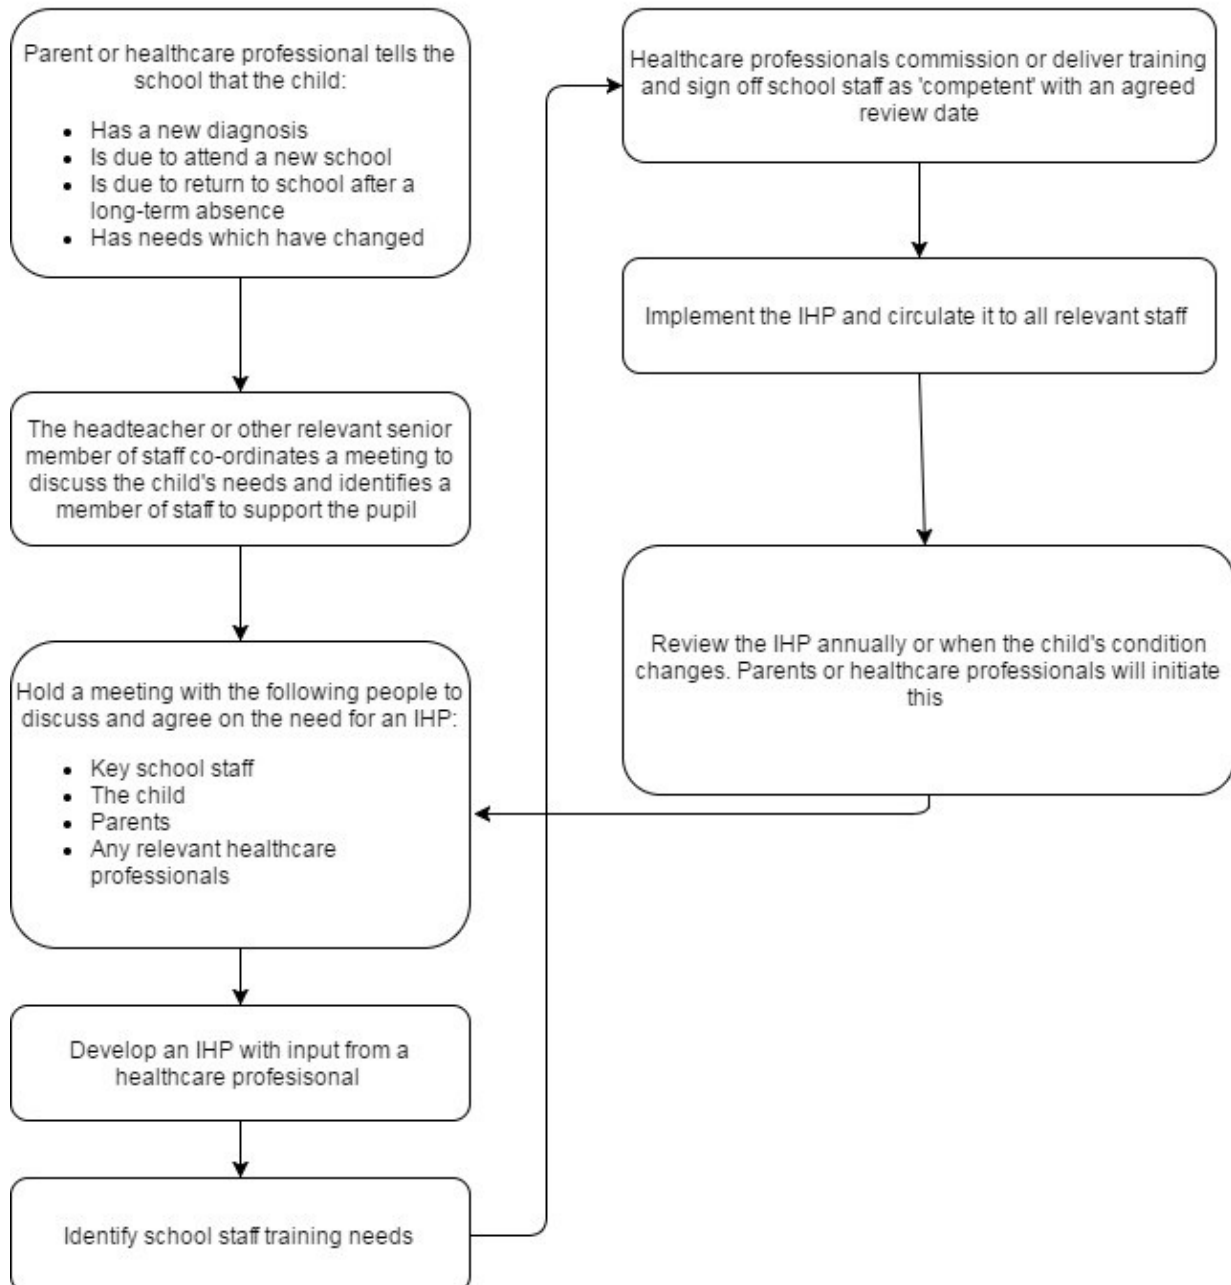 Parent or healthcare professional tells the
school that the child:
• Has a new diagnosis
• Is due to attend a new school
• Is due to return to school after a
long-term absence
• Has needs which have changed
The headteacher or other relevant senior
member of staff co-ordinates a meeting to
discuss the child's needs and identifies a
member of staff to support the pupil
Hold a meeting with the following people to
discuss and agree on the need for an IHP:
• Key school staff
• The child
• Parents
• Any relevant healthcare
professionals
Develop an IHP with input from a
healthcare profesisonal
Identify school staff training needs
Healthcare professionals commission or deliver training
and sign off school staff as 'competent' with an agreed
review date
Implement the IHP and circulate it to all relevant staff
Review the IHP annually or when the child's condition
changes. Parents or healthcare professionals will initiate
this